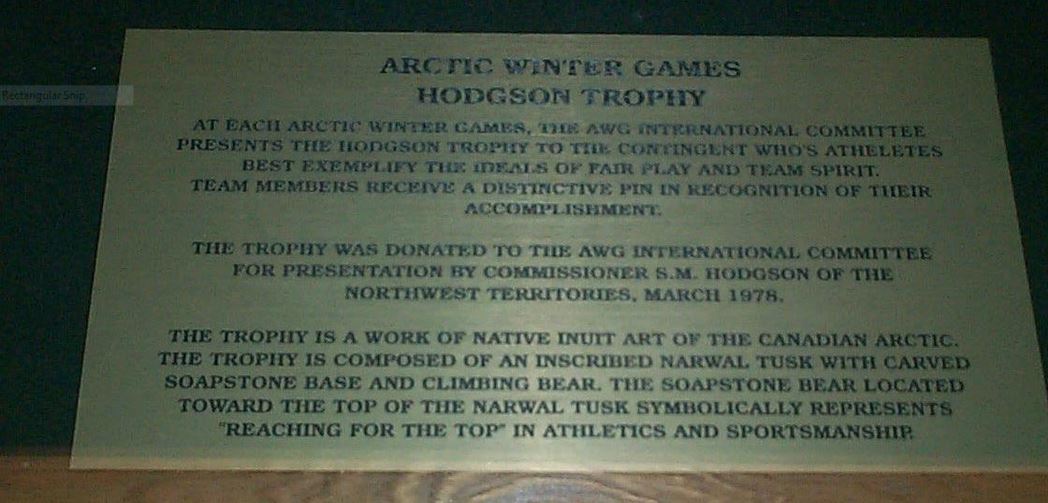 ARCTIC WINTER GAMES
HODGSON TROPHY
Rectangular Snip
AT EACH ARCTIC WINTER GAMES, THE AWG INTERNATIONAL COMMITTEE
PRESENTS THE HODGSON TROPHY TO THE CONTINGENT WHO'S ATHELETES
BEST EXEMPLIFY THE IDEALS OF FAIR PLAY AND TEAM SPIRIT.
TEAM MEMBERS RECEIVE A DISTINCTIVE PIN IN RECOGNITION OF THEIR
ACCOMPLISHMENT.
THE TROPHY WAS DONATED TO THE AWG INTERNATIONAL COMMITTEE
FOR PRESENTATION BY COMMISSIONER S.M. HODGSON OF THE
NORTHWEST TERRITORIES, MARCH 1978.
THE TROPHY IS A WORK OF NATIVE INUIT ART OF THE CANADIAN ARCTIC.
THE TROPHY IS COMPOSED OF AN INSCRIBED NARWAL TUSK WITH CARVED
SOAPSTONE BASE AND CLIMBING BEAR. THE SOAPSTONE BEAR LOCATED
TOWARD THE TOP OF THE NARWAL TUSK SYMBOLICALLY REPRESENTS
"REACHING FOR THE TOP" IN ATHLETICS AND SPORTSMANSHIP.